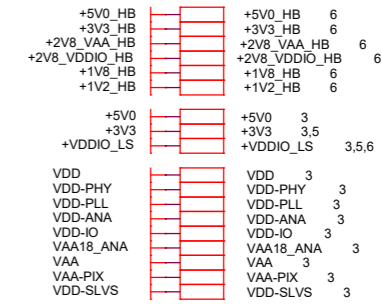 +5V0_HB +5V0_HB 6
+3V3_HB +3V3_HB 6
+2V8_VAA_HB +2V8_VAA_HB 6
+2V8_VDDIO_HB +2V8_VDDIO_HB 6
+1V8_HB +1V8_HB 6
+1V2_HB +1V2_HB 6
+5V0 +5V0 3
+3V3 +3V3 3,5
+VDDIO_LS +VDDIO_LS 3,5,6
VDD VDD 3
VDD-PHY VDD-PHY 3
VDD-PLL VDD-PLL 3
VDD-ANA VDD-ANA 3
VDD-IO VDD-IO 3
VAA18_ANA VAA18_ANA 3
VAA VAA 3
VAA-PIX VAA-PIX 3
VDD-SLVS VDD-SLVS 3